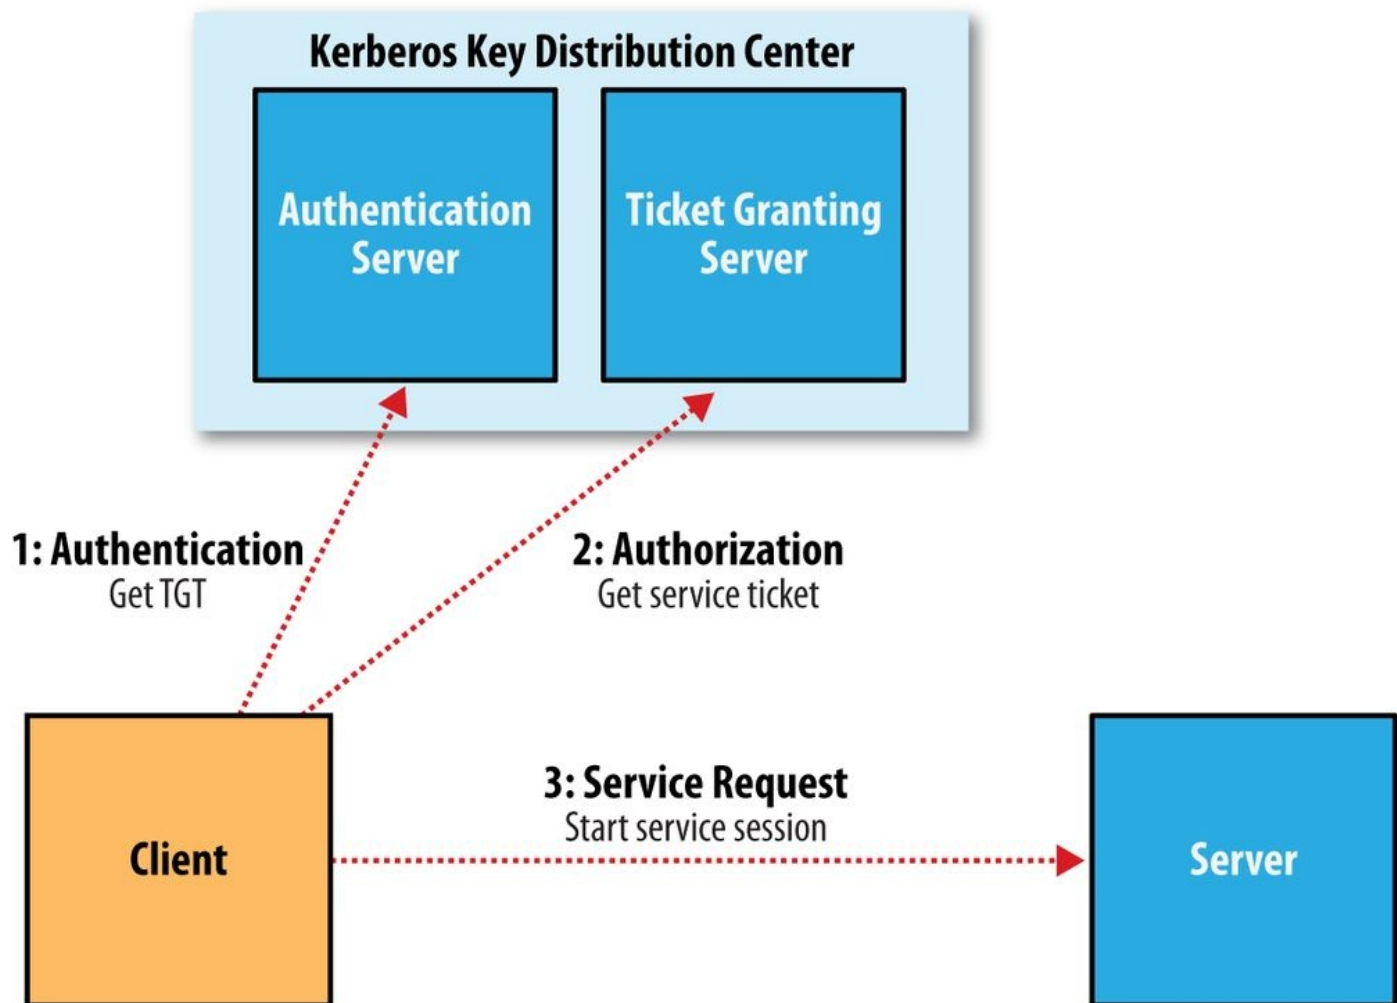 Kerberos Key Distribution Center
Authentication
Server
Ticket Granting
Server
1: Authentication
Get TGT
2: Authorization
Get service ticket
3: Service Request
Start service session
Client
Server